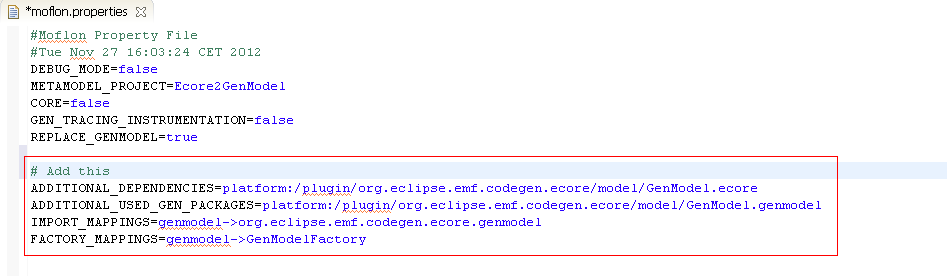 *moflon.properties
#Moflon Property File
#Tue Nov 27 16:03:24 CET 2012
DEBUG_MODE=false
METAMODEL_PROJECT=Ecore2GenModel
CORE=false
GEN_TRACING_INSTRUMENTATION=false
REPLACE_GENMODEL=true
# Add this
ADDITIONAL_DEPENDENCIES=platform:/plugin/org.eclipse.emf.codegen.ecore/model/GenModel.ecore
ADDITIONAL_USED_GEN_PACKAGES=platform:/plugin/org.eclipse.emf.codegen.ecore/model/GenModel.genmodel
IMPORT_MAPPINGS=genmodel->org.eclipse.emf.codegen.ecore.genmodel
FACTORY_MAPPINGS=genmodel->GenModelFactory